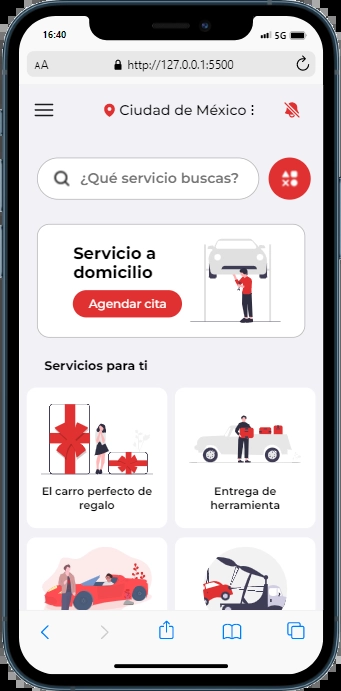 16:40
5G
AA
http://127.0.0.1:5500
Ciudad de México
¿Qué servicio buscas?
Servicio a
domicilio
Agendar cita
Servicios para ti
El carro perfecto de
regalo
Entrega de
herramienta